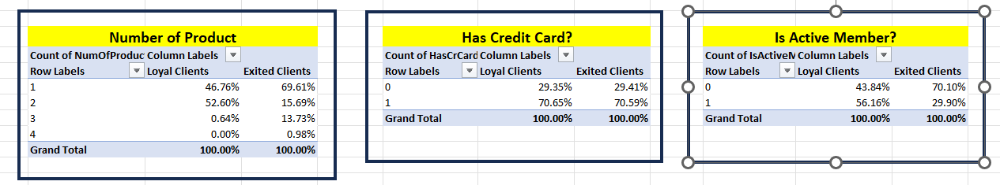 Number of Product
Count of NumOfProduc Column Labels
Row Labels Loyal Clients Exited Clients
1 46.76% 69.61%
2 52.60% 15.69%
3 0.64% 13.73%
4 0.00% 0.98%
Grand Total 100.00% 100.00%
Has Credit Card?
Count of HasCrCard Column Labels
Row Labels Loyal Clients Exited Clients
0 29.35% 29.41%
1 70.65% 70.59%
Grand Total 100.00% 100.00%
Is Active Member?
Count of IsActiveM Column Labels
Row Labels Loyal Clients Exited Clients
0 43.84% 70.10%
1 56.16% 29.90%
Grand Total 100.00% 100.00%